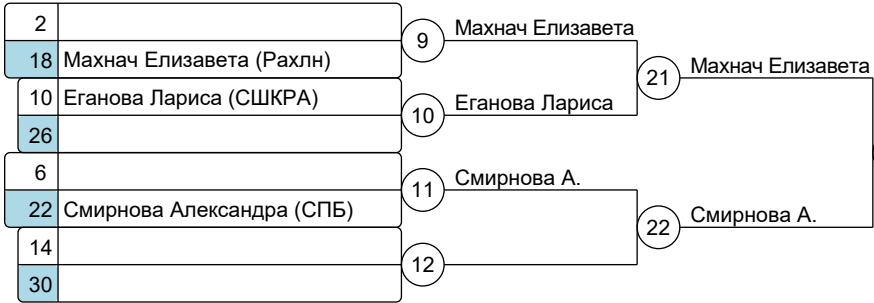 2
9 Махнач Елизавета
18 Махнач Елизавета (Рахлн)
21 Махнач Елизавета
10 Еганова Лариса (СШКРА)
10 Еганова Лариса
26
6
11 Смирнова А.
22 Смирнова Александра (СПБ)
22 Смирнова А.
14
12
30